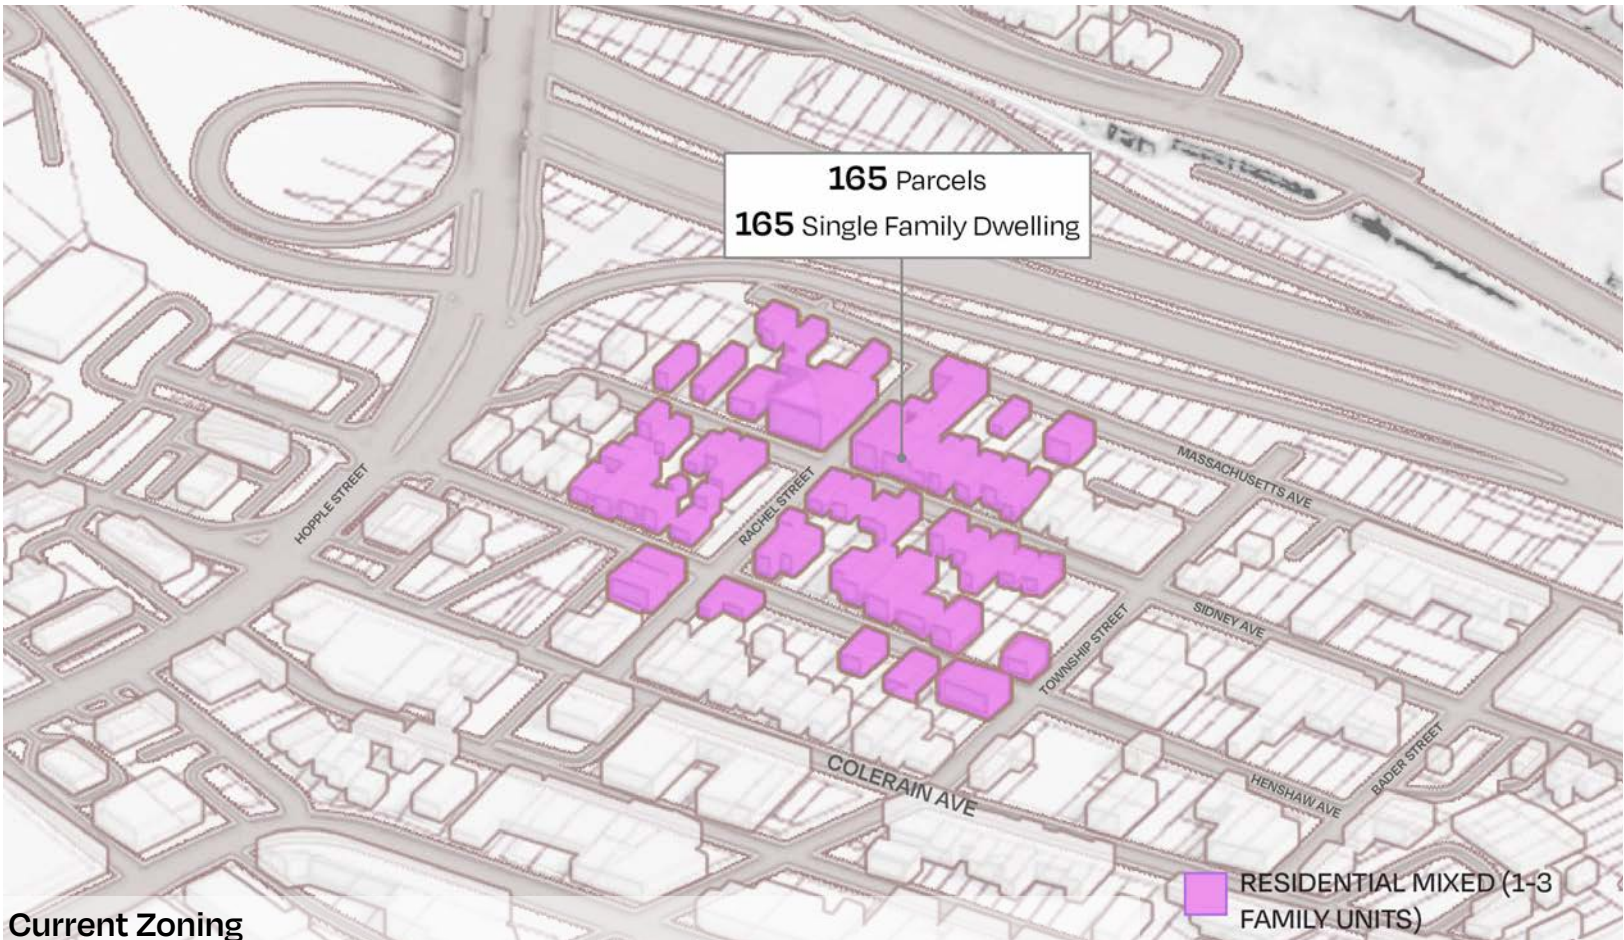 165 Parcels
165 Single Family Dwelling
MASSACHUSETTS AVE
HOPPLE STREET
RACHEL STREET
SIDNEY AVE
TOWNSHIP STREET
COLERAIN AVE
HENSHAW AVE
BADER STREET
RESIDENTIAL MIXED (1-3
FAMILY UNITS)
Current Zoning